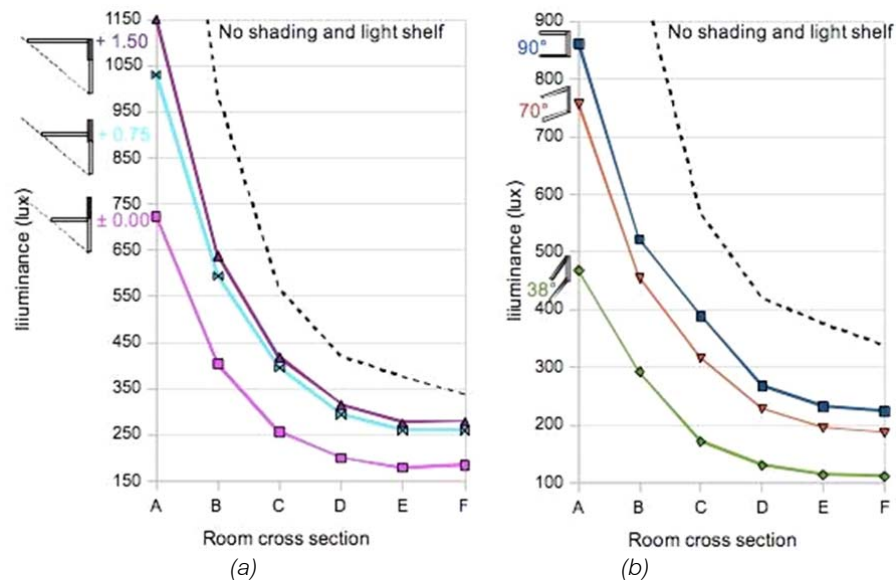 No shading and light shelf
1150
1050
950
850
750
650
550
450
350
250
150
+ 1.50
+ 0.75
± 0.00
Iliuminance (lux)
A B C D E F
Room cross section
(a)
No shading and light shelf
900
800
700
600
500
400
300
200
100
90°
70°
38°
Iliuminance (lux)
A B C D E F
Room cross section
(b)